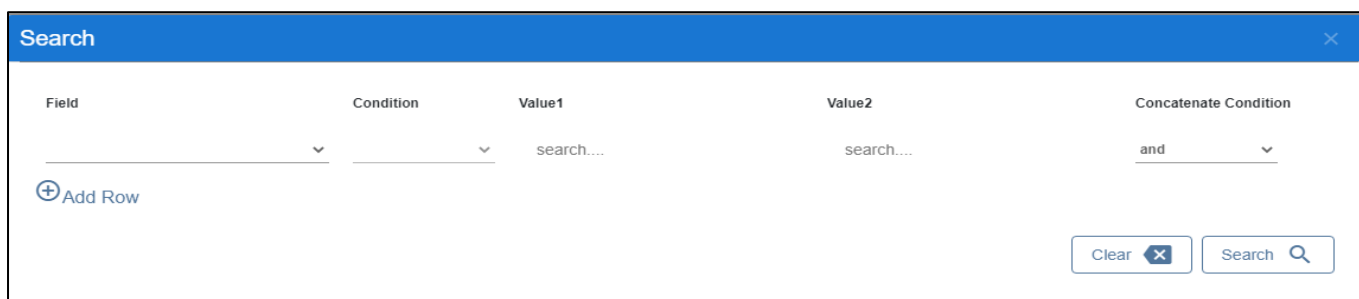 Search
Field Condition Value1 Value2 Concatenate Condition
search.... search.... and
Add Row
Clear Search